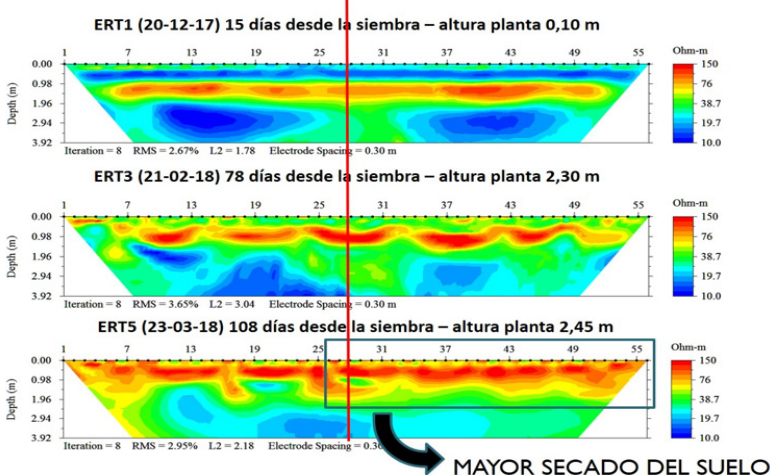 ERT1 (20-12-17) 15 días desde la siembra – altura planta 0,10 m
1 7 13 19 25 31 37 43 49 55
Ohm-m
0.00
0.98
1.96
2.94
3.92
Depth (m)
150
76
38.7
19.7
10.0
Iteration = 8 RMS = 2.67% L2 = 1.78 Electrode Spacing = 0.30 m
ERT3 (21-02-18) 78 días desde la siembra – altura planta 2,30 m
1 7 13 19 25 31 37 43 49 55
Ohm-m
0.00
0.98
1.96
2.94
3.92
Depth (m)
150
76
38.7
19.7
10.0
Iteration = 8 RMS = 3.65% L2 = 3.04 Electrode Spacing = 0.30 m
ERT5 (23-03-18) 108 días desde la siembra – altura planta 2,45 m
1 7 13 19 25 31 37 43 49 55
Ohm-m
0.00
0.98
1.96
2.94
3.92
Depth (m)
150
76
38.7
19.7
10.0
Iteration = 8 RMS = 2.95% L2 = 2.18 Electrode Spacing = 0.30
MAYOR SECADO DEL SUELO